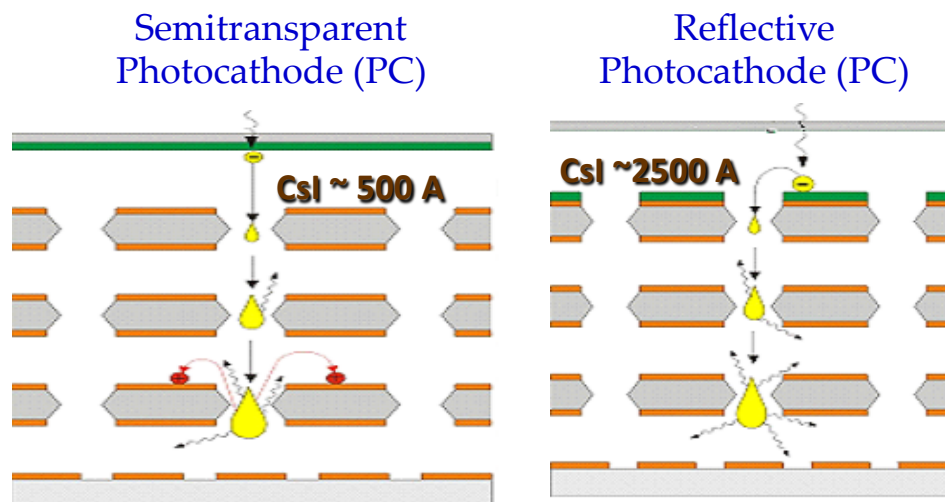 Semitransparent
Photocathode (PC)
Reflective
Photocathode (PC)
CsI ~ 500 A
CsI ~2500 A